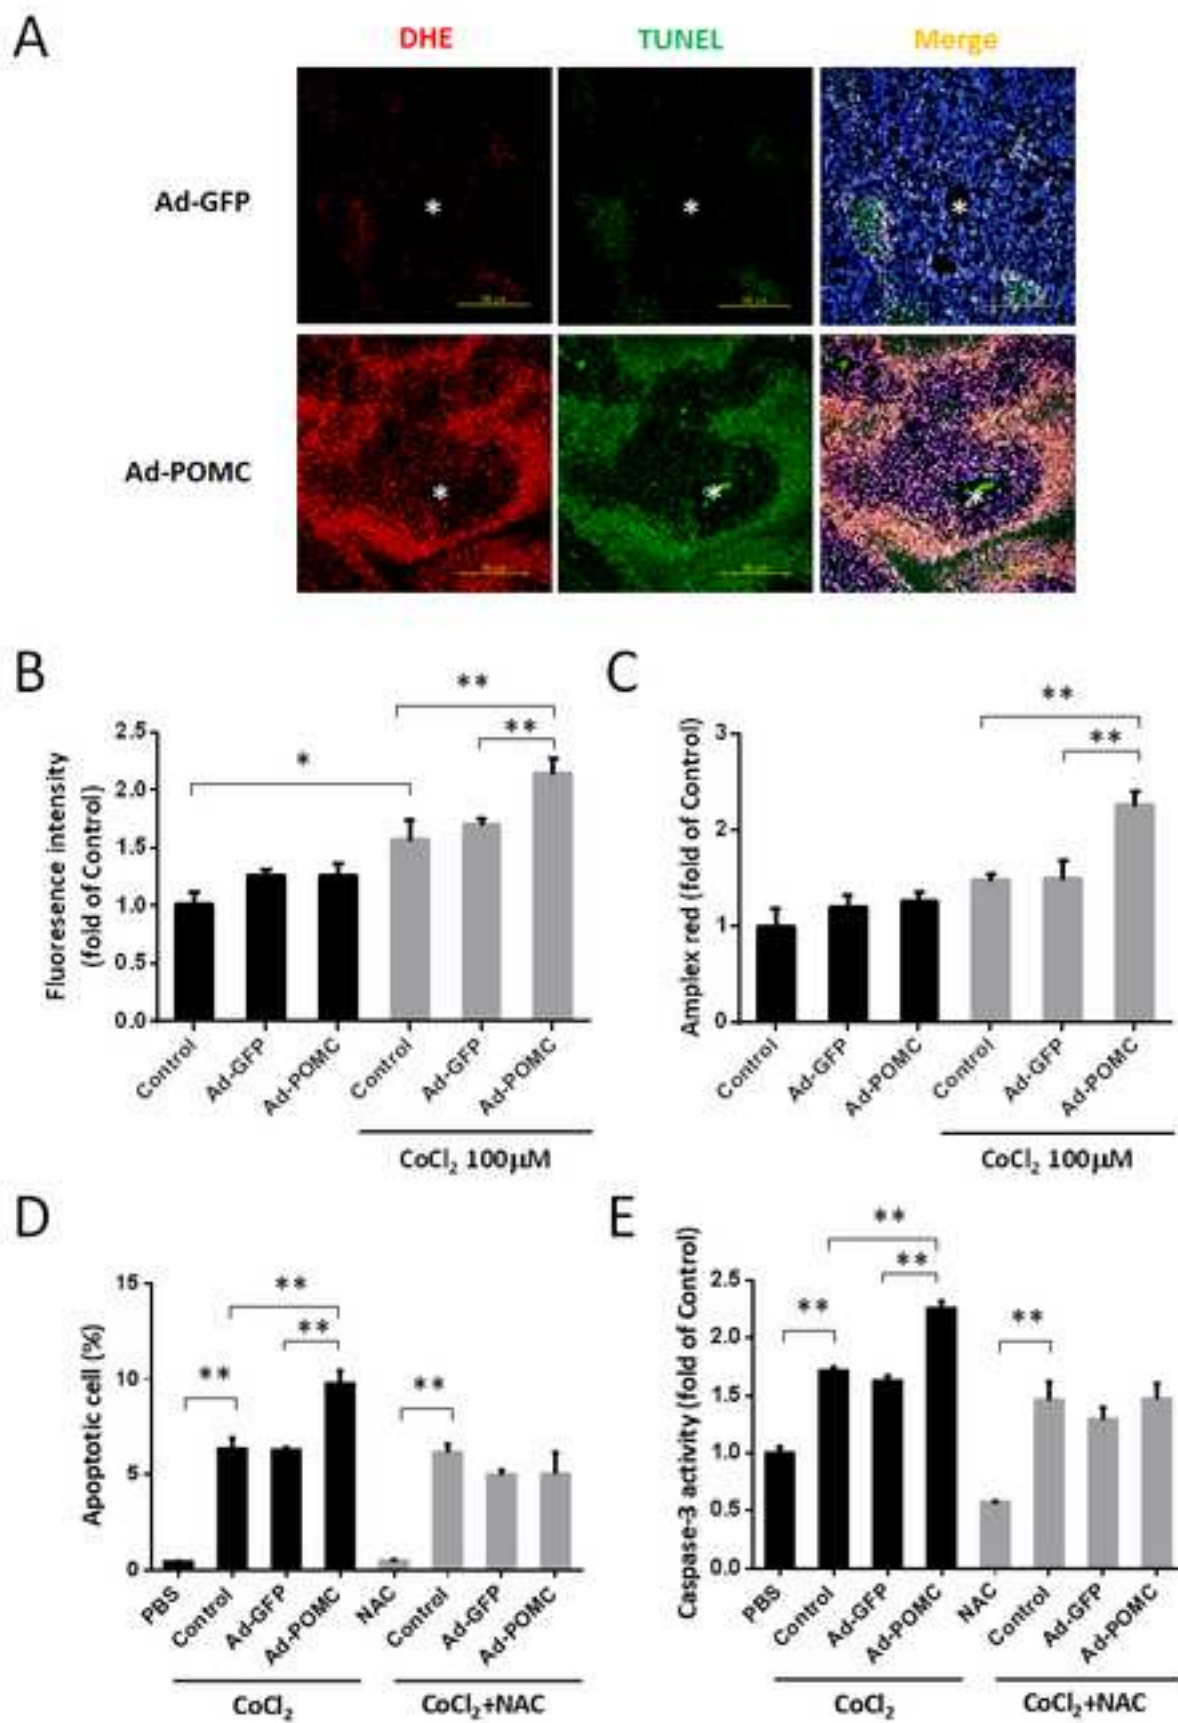 A
DHE TUNEL Merge
Ad-GFP
* * *
Ad-POMC
* * *
B
Fluoresence intensity
(fold of Control)
2.5
2.0
1.5
1.0
0.5
0.0
*
**
**
Control Ad-GFP Ad-POMC Control Ad-GFP Ad-POMC
CoCl₂ 100μM
C
Amplex red (fold of Control)
3
2
1
0
**
**
Control Ad-GFP Ad-POMC Control Ad-GFP Ad-POMC
CoCl₂ 100μM
D
Apoptotic cell (%)
15
10
5
0
**
**
**
**
PBS Control Ad-GFP Ad-POMC NAC Control Ad-GFP Ad-POMC
CoCl₂ CoCl₂+NAC
E
Caspase-3 activity (fold of Control)
2.5
2.0
1.5
1.0
0.5
0.0
**
**
**
**
PBS Control Ad-GFP Ad-POMC NAC Control Ad-GFP Ad-POMC
CoCl₂ CoCl₂+NAC